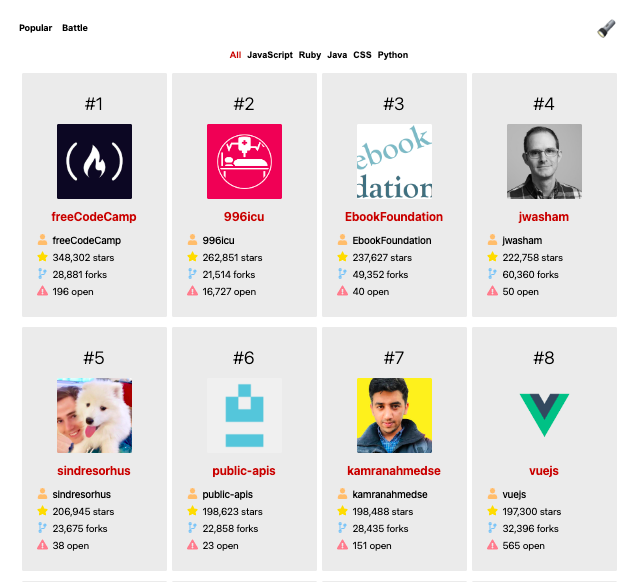 Popular Battle
All JavaScript Ruby Java CSS Python
#1
freeCodeCamp
freeCodeCamp
348,302 stars
28,881 forks
196 open
#2
996icu
996icu
262,851 stars
21,514 forks
16,727 open
#3
ebook
dation
EbookFoundation
EbookFoundation
237,627 stars
49,352 forks
40 open
#4
jwasham
jwasham
222,758 stars
60,360 forks
50 open
#5
sindresorhus
sindresorhus
206,945 stars
23,675 forks
38 open
#6
public-apis
public-apis
198,623 stars
22,858 forks
23 open
#7
kamranahmedse
kamranahmedse
198,488 stars
28,435 forks
151 open
#8
vuejs
vuejs
197,300 stars
32,396 forks
565 open